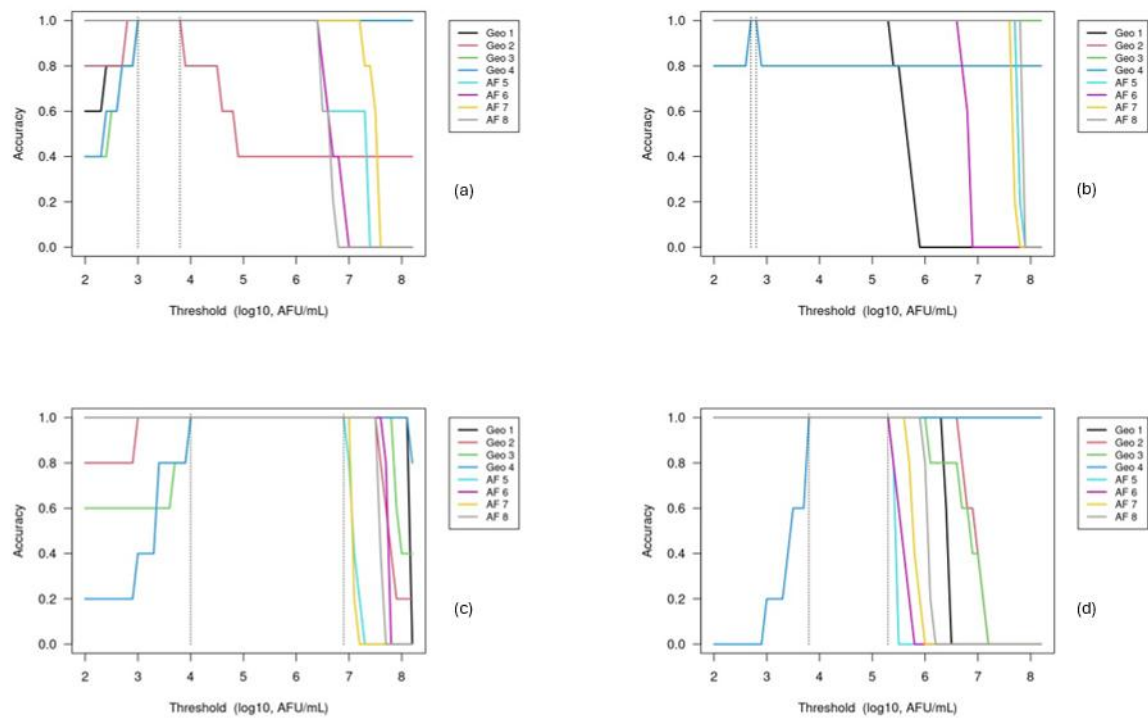 1.0
0.8
0.6
0.4
0.2
0.0
Accuracy
2 3 4 5 6 7 8
Threshold (log10, AFU/mL)
Geo 1
Geo 2
Geo 3
Geo 4
AF 5
AF 6
AF 7
AF 8
(a)
1.0
0.8
0.6
0.4
0.2
0.0
Accuracy
2 3 4 5 6 7 8
Threshold (log10, AFU/mL)
Geo 1
Geo 2
Geo 3
Geo 4
AF 5
AF 6
AF 7
AF 8
(b)
1.0
0.8
0.6
0.4
0.2
0.0
Accuracy
2 3 4 5 6 7 8
Threshold (log10, AFU/mL)
Geo 1
Geo 2
Geo 3
Geo 4
AF 5
AF 6
AF 7
AF 8
(c)
1.0
0.8
0.6
0.4
0.2
0.0
Accuracy
2 3 4 5 6 7 8
Threshold (log10, AFU/mL)
Geo 1
Geo 2
Geo 3
Geo 4
AF 5
AF 6
AF 7
AF 8
(d)